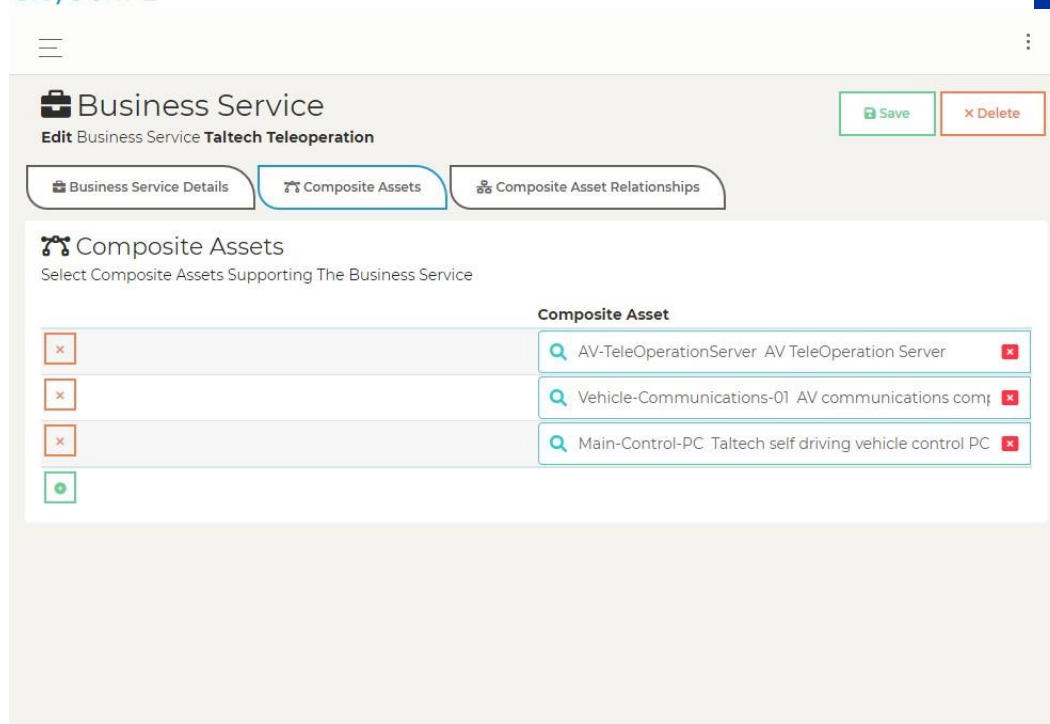 Business Service
Save
× Delete
Edit Business Service Taltech Teleoperation
Business Service Details
Composite Assets
Composite Asset Relationships
Composite Assets
Select Composite Assets Supporting The Business Service
Composite Asset
AV-TeleOperationServer AV TeleOperation Server
Vehicle-Communications-01 AV communications
Main-Control-PC Taltech self driving vehicle control PC